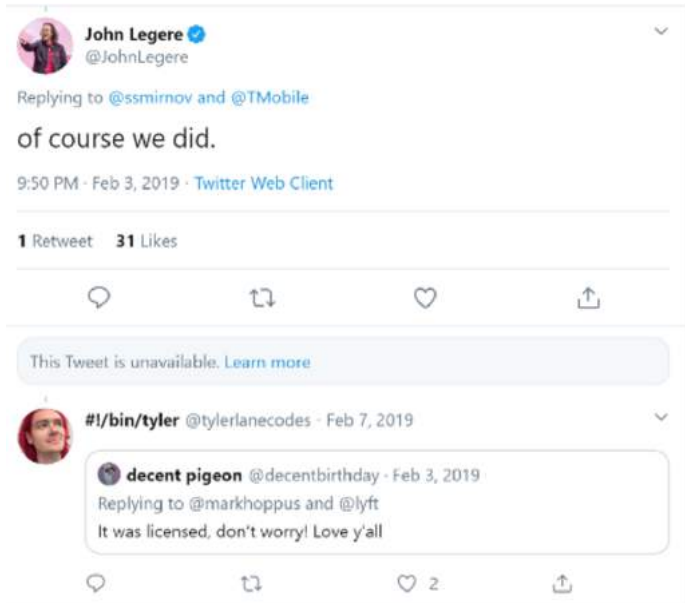 John Legere
@JohnLegere
Replying to @ssmirnov and @TMobile
of course we did.
9:50 PM · Feb 3, 2019 · Twitter Web Client
1 Retweet 31 Likes
This Tweet is unavailable. Learn more
#!/bin/tyler @tylerlanecodes · Feb 7, 2019
decent pigeon @decentbirthday · Feb 3, 2019
Replying to @markhoppus and @lyft
It was licensed, don't worry! Love y'all
2